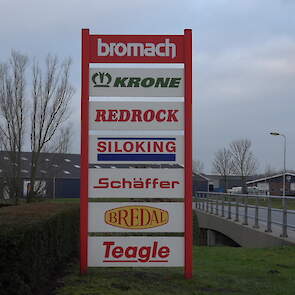 bromach
KRONE
REDROCK
SILOKING
Schäffer
BREDAL
Teagle